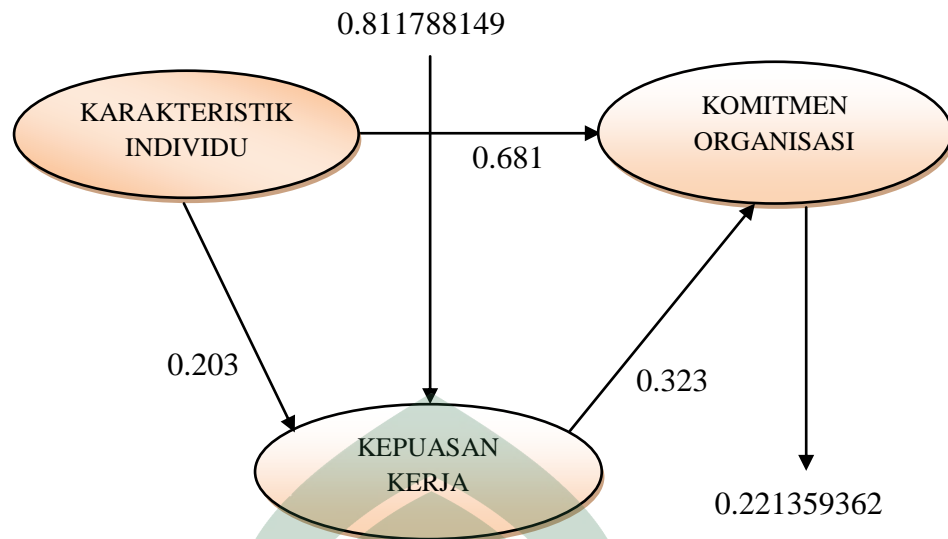 0.811788149
KARAKTERISTIK
INDIVIDU
KOMITMEN
ORGANISASI
0.681
0.203
0.323
KEPUASAN
KERJA
0.221359362